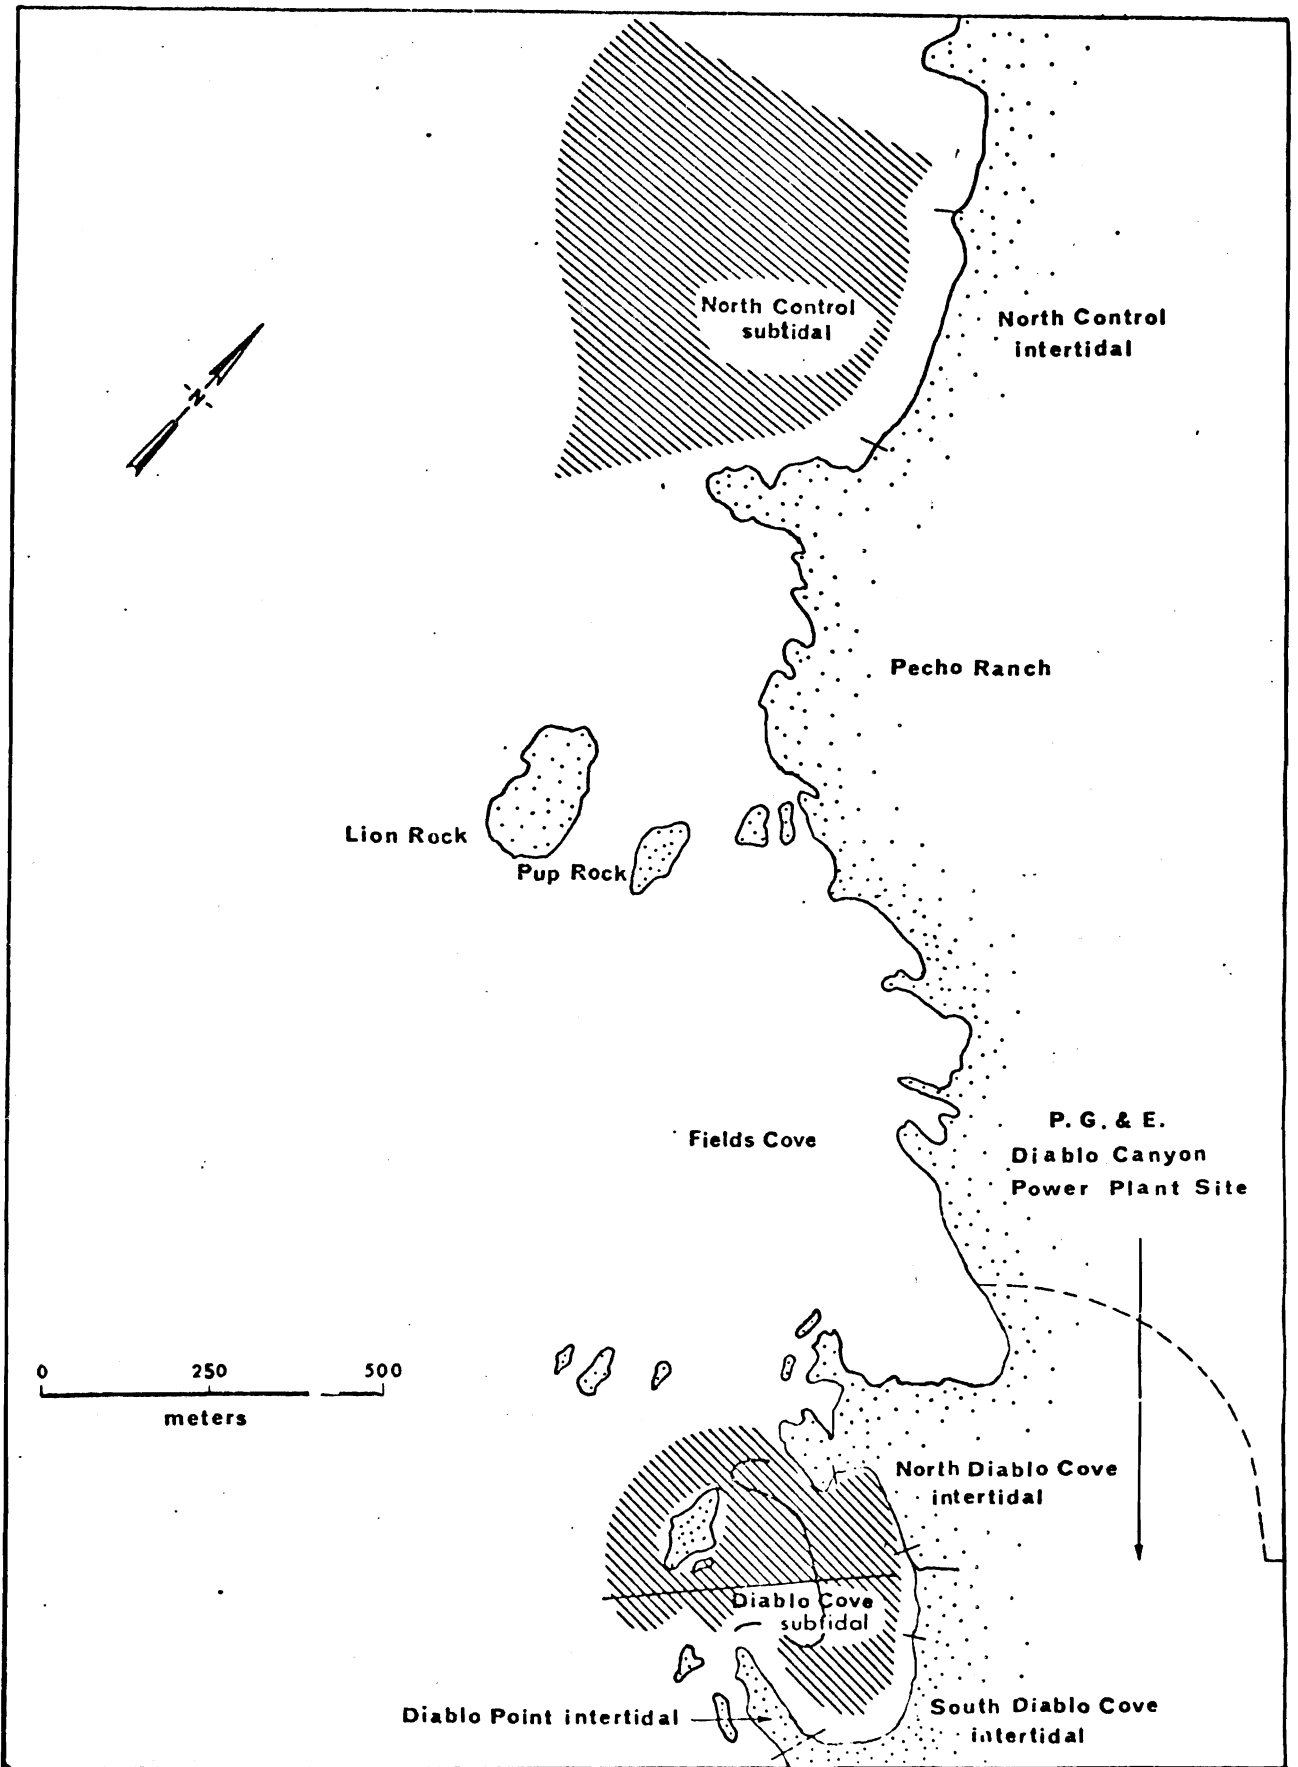 North Control
subtidal
North Control
intertidal
N
Pecho Ranch
Lion Rock
Pup Rock
Fields Cove
P. G. & E.
Diablo Canyon
Power Plant Site
0 250 500
meters
North Diablo Cove
intertidal
Diablo Cove
subtidal
Diablo Point intertidal
South Diablo Cove
intertidal